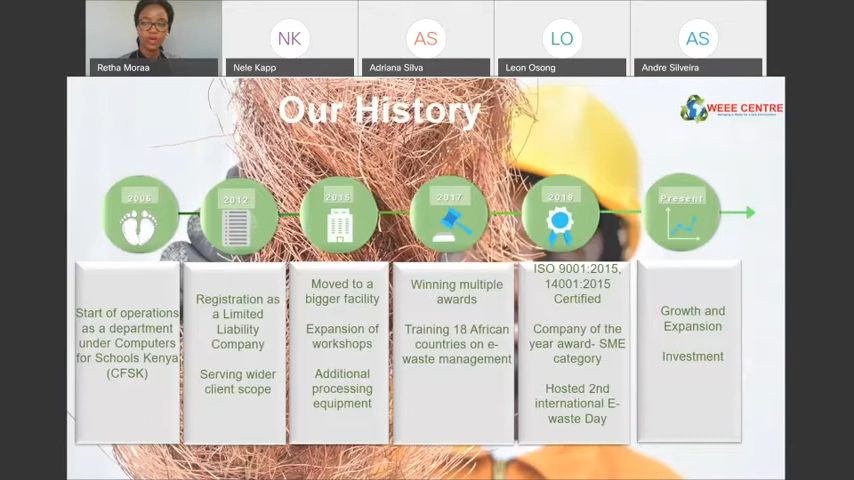 NK
AS
LO
AS
Retha Moraa
Nele Kapp
Adriana Silva
Leon Osong
Andre Silveira
Our History
WEEE CENTRE
2012
2015
2017
2019
Present
Start of operations
as a department
under Computers
for Schools Kenya
(CFSK)
Registration as
a Limited
Liability
Company
Serving wider
client scope
Moved to a
bigger facility
Expansion of
workshops
Additional
processing
equipment
Winning multiple
awards
Training 18 African
countries on e-
waste management
ISO 9001:2015,
14001:2015
Certified
Company of the
year award- SME
category
Hosted 2nd
international E-
waste Day
Growth and
Expansion
Investment